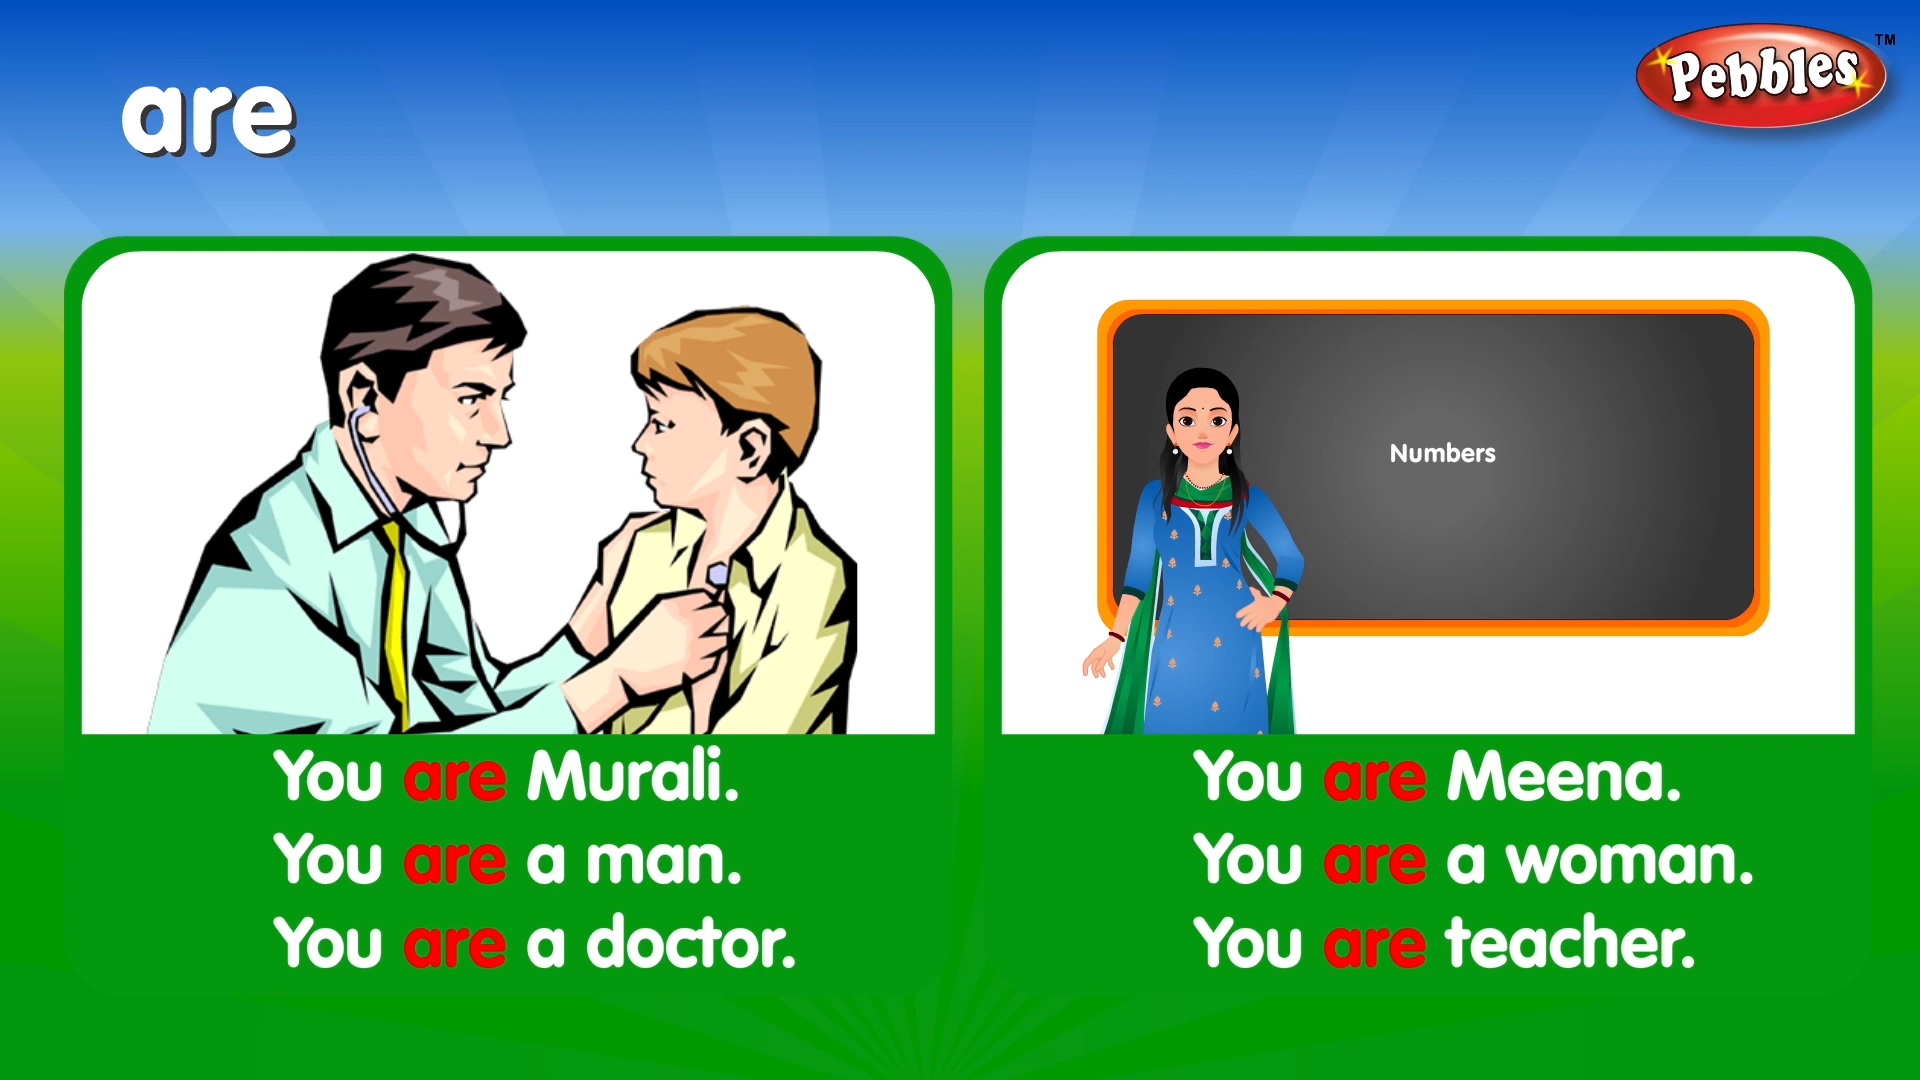 are
Pebbles TM
Numbers
You are Murali.
You are a man.
You are a doctor.
You are Meena.
You are a woman.
You are teacher.